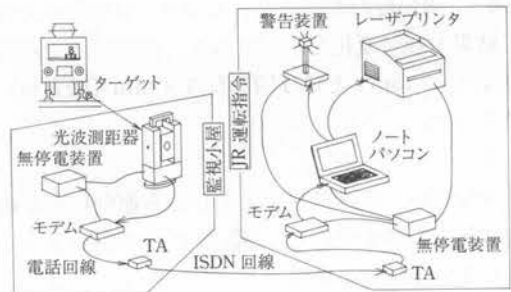 警告装置
レーザプリンタ
ターゲット
光波測距器
無停電装置
監視小屋
JR運転指令
ノート
パソコン
モデム
モデム
無停電装置
TA
電話回線
ISDN回線
TA